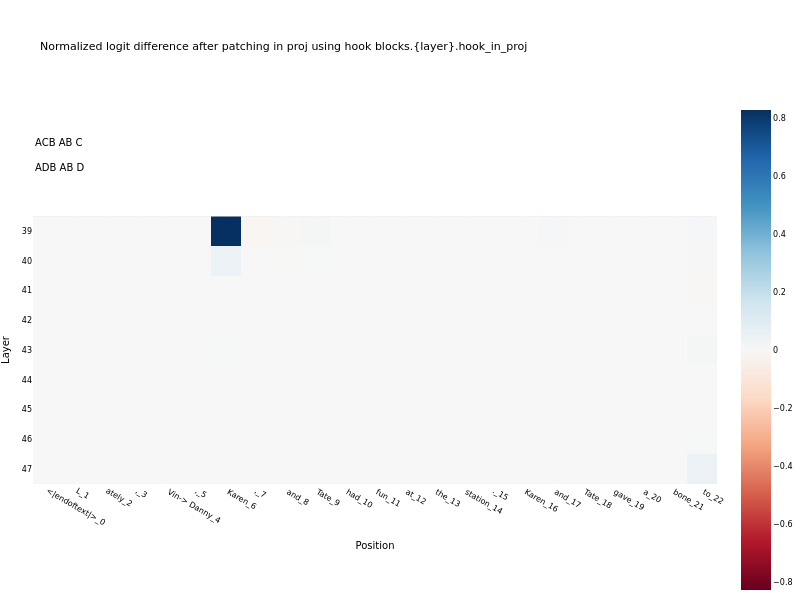 Normalized logit difference after patching in proj using hook blocks.{layer}.hook_in_proj
ACB AB C
ADB AB D
0.8
0.6
0.4
0.2
0
−0.2
−0.4
−0.6
−0.8
39
40
41
42
43
44
45
46
47
Layer
<|endoftext|>_0
L_1
ately_2
,_3
Vin-> Danny_4
,_5
Karen_6
,_7
and_8
Tate_9
had_10
fun_11
at_12
the_13
station_14
._15
Karen_16
and_17
Tate_18
gave_19
a_20
bone_21
to_22
Position